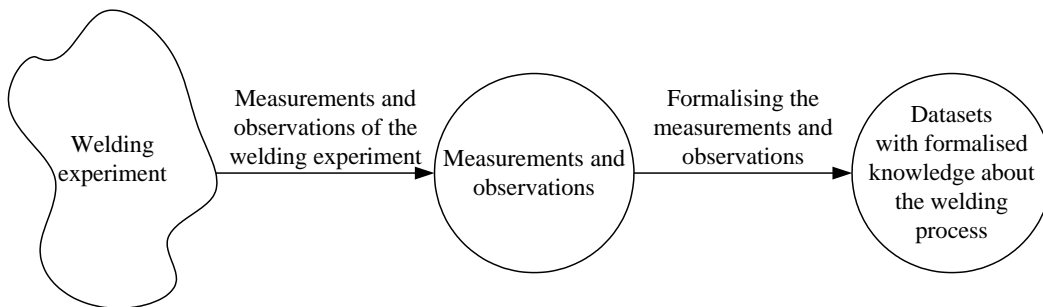 Welding
experiment
Measurements and
observations of the
welding experiment
Measurements and
observations
Formalising the
measurements and
observations
Datasets
with formalised
knowledge about
the welding
process